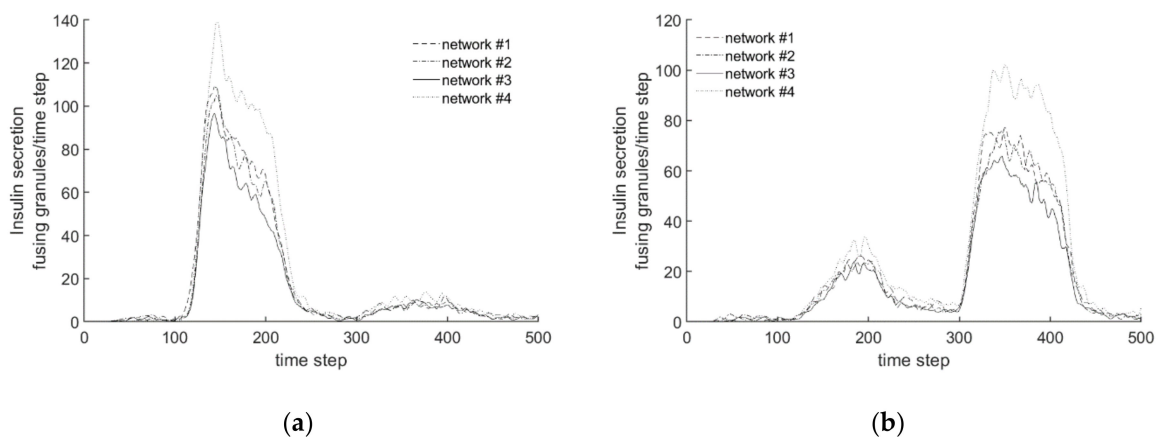 140
120
100
80
60
40
20
0
Insulin secretion
fusing granules/time step
network #1
network #2
network #3
network #4
0 100 200 300 400 500
time step
(a)
120
100
80
60
40
20
0
Insulin secretion
fusing granules/time step
network #1
network #2
network #3
network #4
0 100 200 300 400 500
time step
(b)